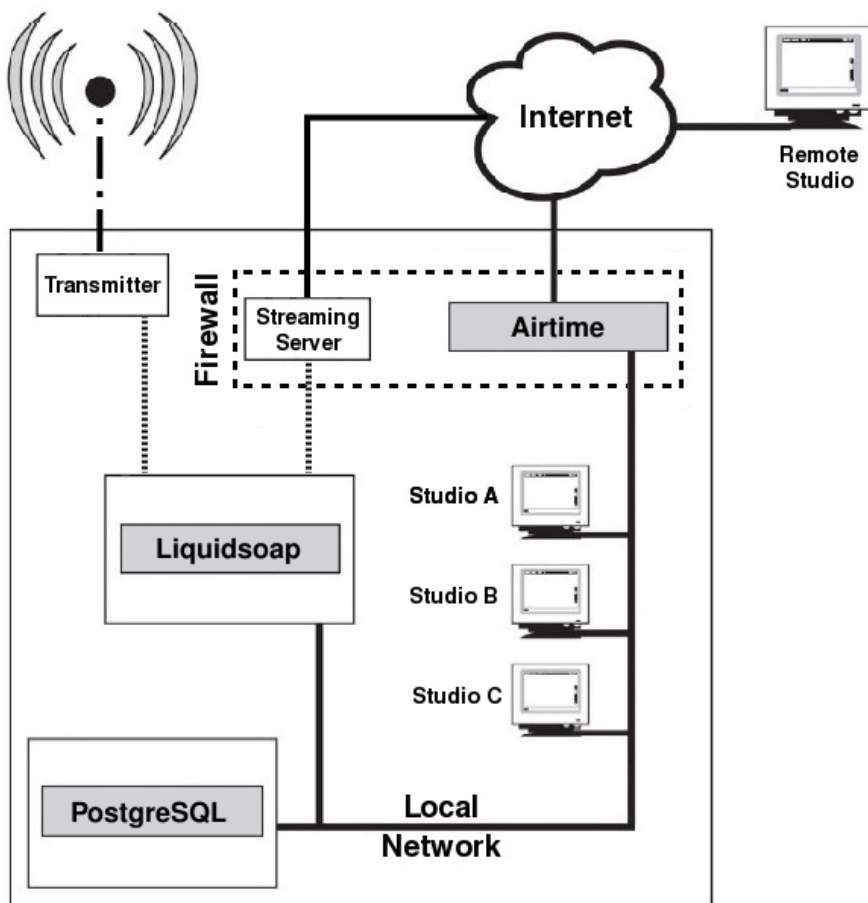 Internet
Remote
Studio
Transmitter
Firewall
Streaming
Server
Airtime
Studio A
Liquidsoap
Studio B
Studio C
PostgreSQL
Local
Network